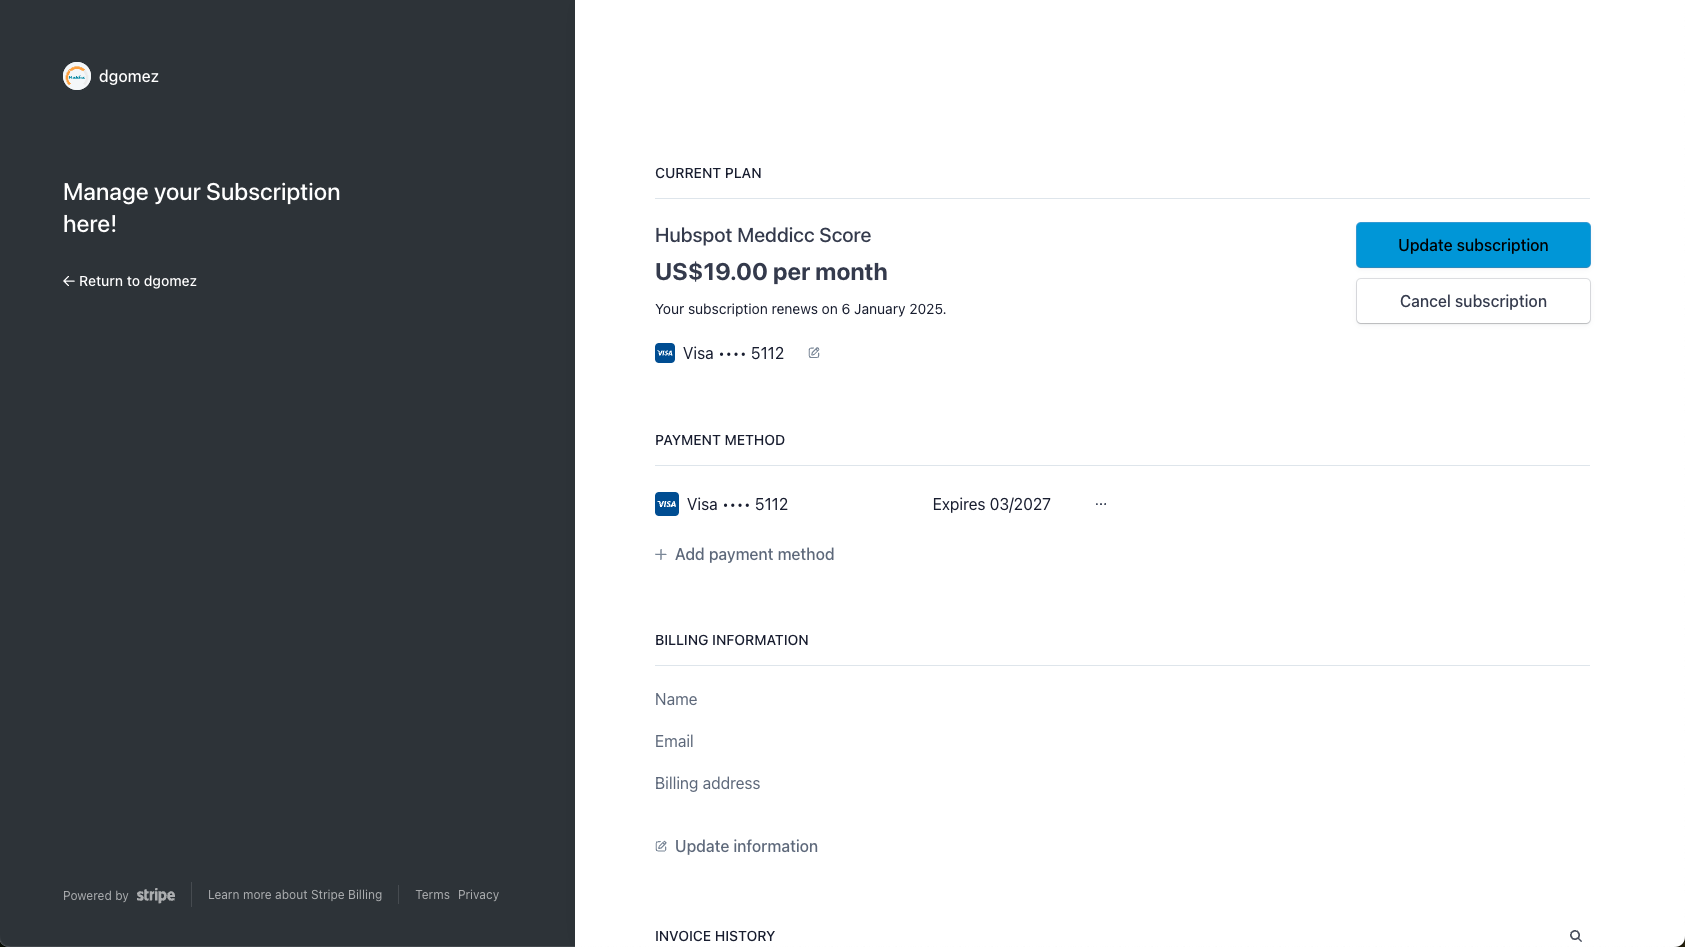 dgomez
Manage your Subscription
here!
← Return to dgomez
Powered by stripe
Learn more about Stripe Billing
Terms Privacy
CURRENT PLAN
Hubspot Meddicc Score
US$19.00 per month
Your subscription renews on 6 January 2025.
VISA Visa •••• 5112
Update subscription
Cancel subscription
PAYMENT METHOD
VISA Visa •••• 5112 Expires 03/2027 ···
+ Add payment method
BILLING INFORMATION
Name
Email
Billing address
Update information
INVOICE HISTORY